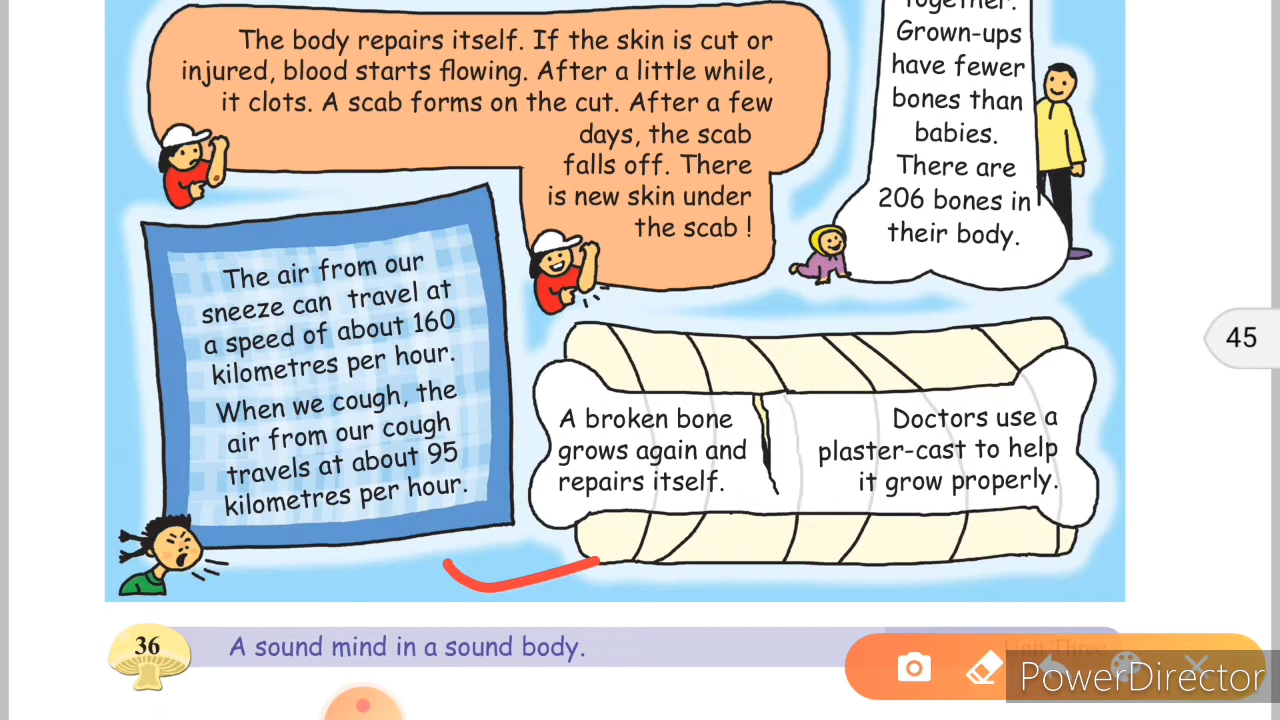 The body repairs itself. If the skin is cut or
injured, blood starts flowing. After a little while,
it clots. A scab forms on the cut. After a few
days, the scab
falls off. There
is new skin under
the scab !
together.
Grown-ups
have fewer
bones than
babies.
There are
206 bones in
their body.
The air from our
sneeze can travel at
a speed of about 160
kilometres per hour.
When we cough, the
air from our cough
travels at about 95
kilometres per hour.
A broken bone
grows again and
repairs itself.
Doctors use a
plaster-cast to help
it grow properly.
45
36
A sound mind in a sound body.
Unit Three
PowerDirector